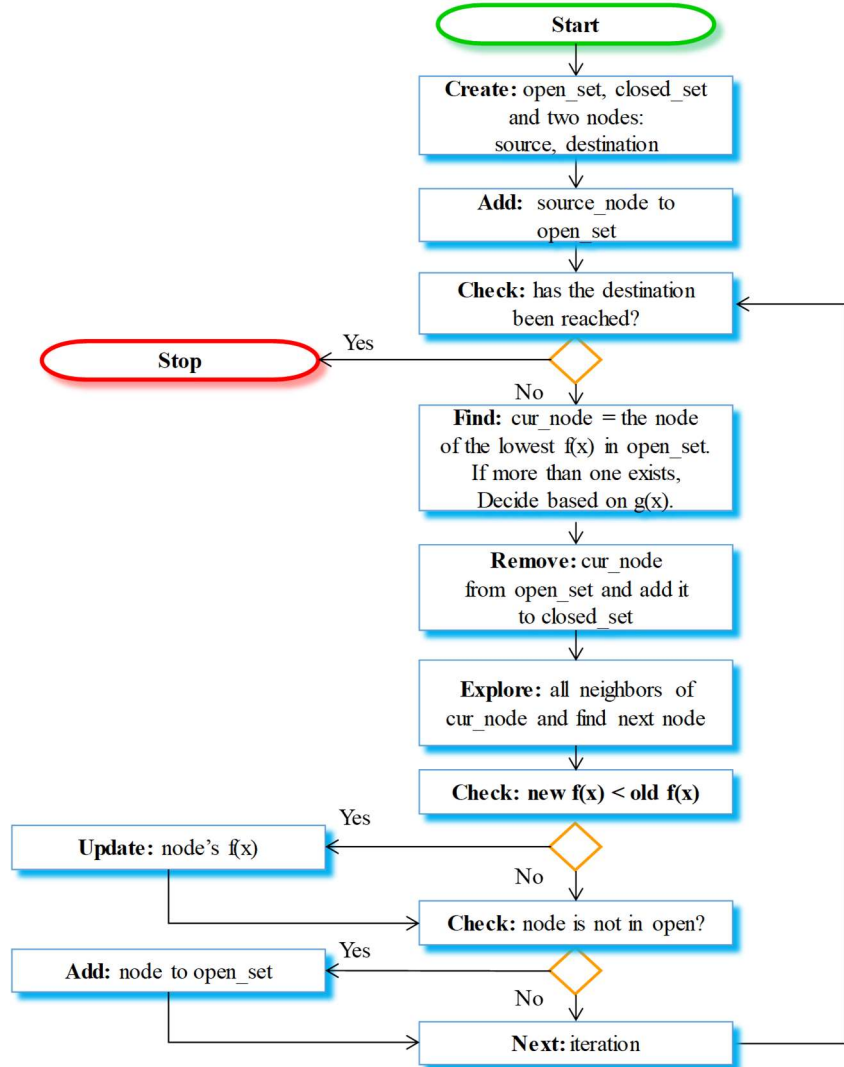 Start
Create: open_set, closed_set
and two nodes:
source, destination
Add: source_node to
open_set
Check: has the destination
been reached?
Yes
Stop
No
Find: cur_node = the node
of the lowest f(x) in open_set.
If more than one exists,
Decide based on g(x).
Remove: cur_node
from open_set and add it
to closed_set
Explore: all neighbors of
cur_node and find next node
Check: new f(x) < old f(x)
Yes
Update: node’s f(x)
No
Check: node is not in open?
Yes
Add: node to open_set
No
Next: iteration